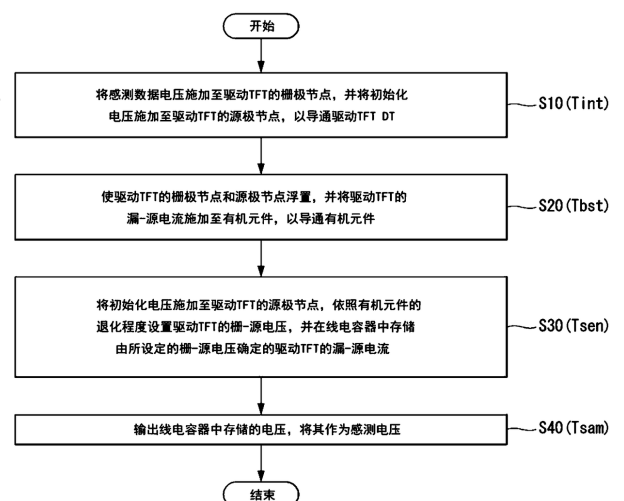 开始
将感测数据电压施加至驱动TFT的栅极节点，并将初始化
电压施加至驱动TFT的源极节点，以导通驱动TFT DT
S10(Tint)
使驱动TFT的栅极节点和源极节点浮置，并将驱动TFT的
漏-源电流施加至有机元件，以导通有机元件
S20(Tbst)
将初始化电压施加至驱动TFT的源极节点，依照有机元件的
退化程度设置驱动TFT的栅-源电压，并在线电容器中存储
由所设定的栅-源电压确定的驱动TFT的漏-源电流
S30(Tsen)
输出线电容器中存储的电压，将其作为感测电压
S40(Tsam)
结束